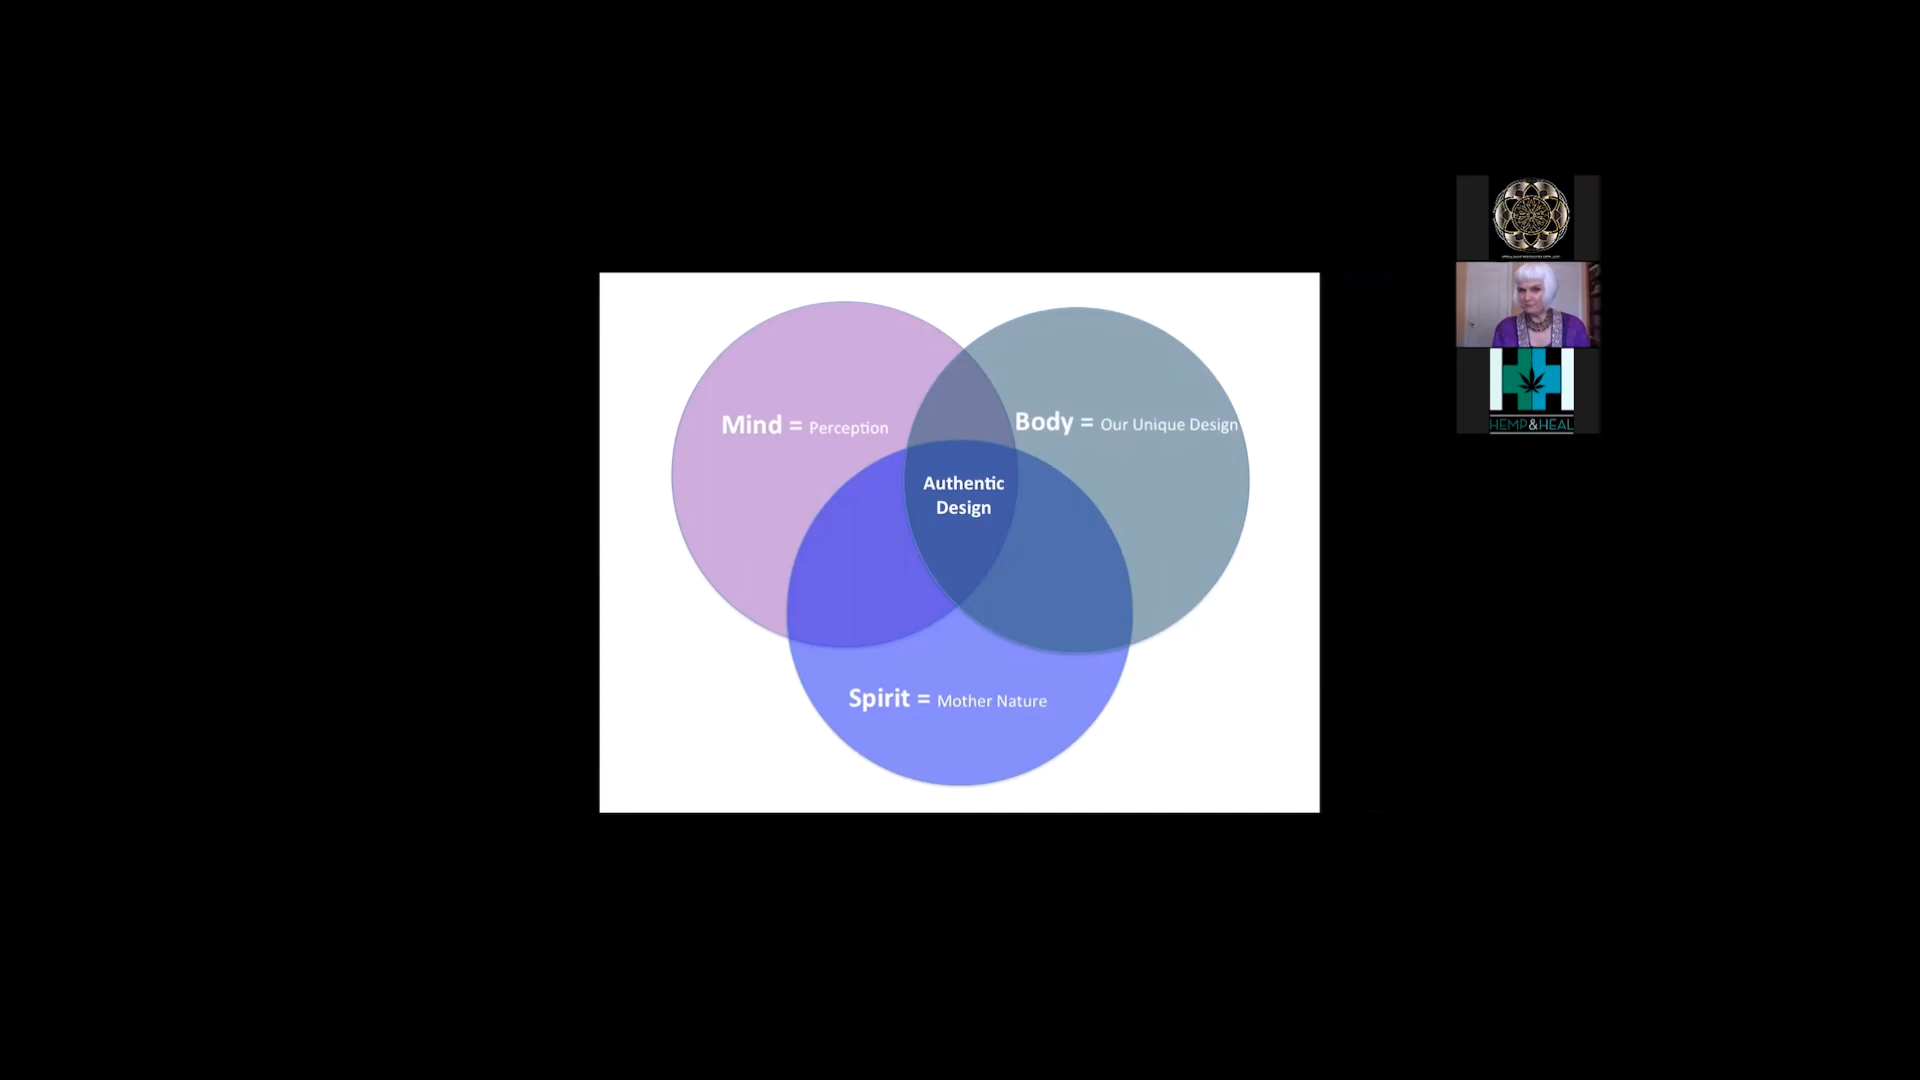 Mind = Perception
Body = Our Unique Design
Authentic
Design
Spirit = Mother Nature
HEMP&HEAL